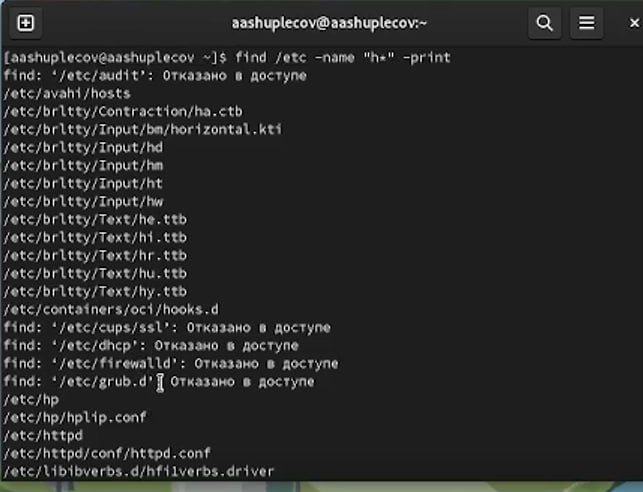 aashuplecov@aashuplecov:~
[aashuplecov@aashuplecov ~]$ find /etc -name "h*" -print
find: ‘/etc/audit’: Отказано в доступе
/etc/avahi/hosts
/etc/brltty/Contraction/ha.ctb
/etc/brltty/Input/bm/horizontal.kti
/etc/brltty/Input/hd
/etc/brltty/Input/hm
/etc/brltty/Input/ht
/etc/brltty/Input/hw
/etc/brltty/Text/he.ttb
/etc/brltty/Text/hi.ttb
/etc/brltty/Text/hr.ttb
/etc/brltty/Text/hu.ttb
/etc/brltty/Text/hy.ttb
/etc/containers/oci/hooks.d
find: ‘/etc/cups/ssl’: Отказано в доступе
find: ‘/etc/dhcp’: Отказано в доступе
find: ‘/etc/firewalld’: Отказано в доступе
find: ‘/etc/grub.d’: Отказано в доступе
/etc/hp
/etc/hp/hplip.conf
/etc/httpd
/etc/httpd/conf/httpd.conf
/etc/libibverbs.d/hfi1verbs.driver